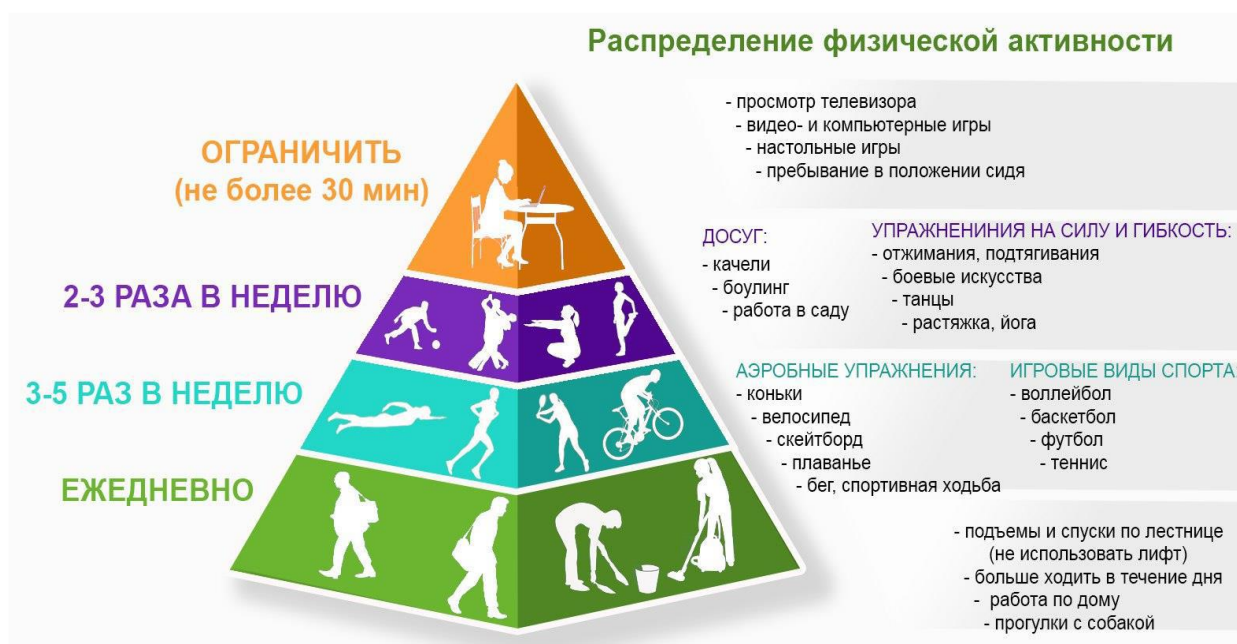 Распределение физической активности
ОГРАНИЧИТЬ
(не более 30 мин)
- просмотр телевизора
- видео- и компьютерные игры
- настольные игры
- пребывание в положении сидя
2-3 РАЗА В НЕДЕЛЮ
ДОСУГ:
- качели
- боулинг
- работа в саду
УПРАЖНЕНИНИЯ НА СИЛУ И ГИБКОСТЬ:
- отжимания, подтягивания
- боевые искусства
- танцы
- растяжка, йога
3-5 РАЗ В НЕДЕЛЮ
АЭРОБНЫЕ УПРАЖНЕНИЯ:
- коньки
- велосипед
- скейтборд
- плаванье
- бег, спортивная ходьба
ИГРОВЫЕ ВИДЫ СПОРТА:
- воллейбол
- баскетбол
- футбол
- теннис
ЕЖЕДНЕВНО
- подъемы и спуски по лестнице
(не использовать лифт)
- больше ходить в течение дня
- работа по дому
- прогулки с собакой